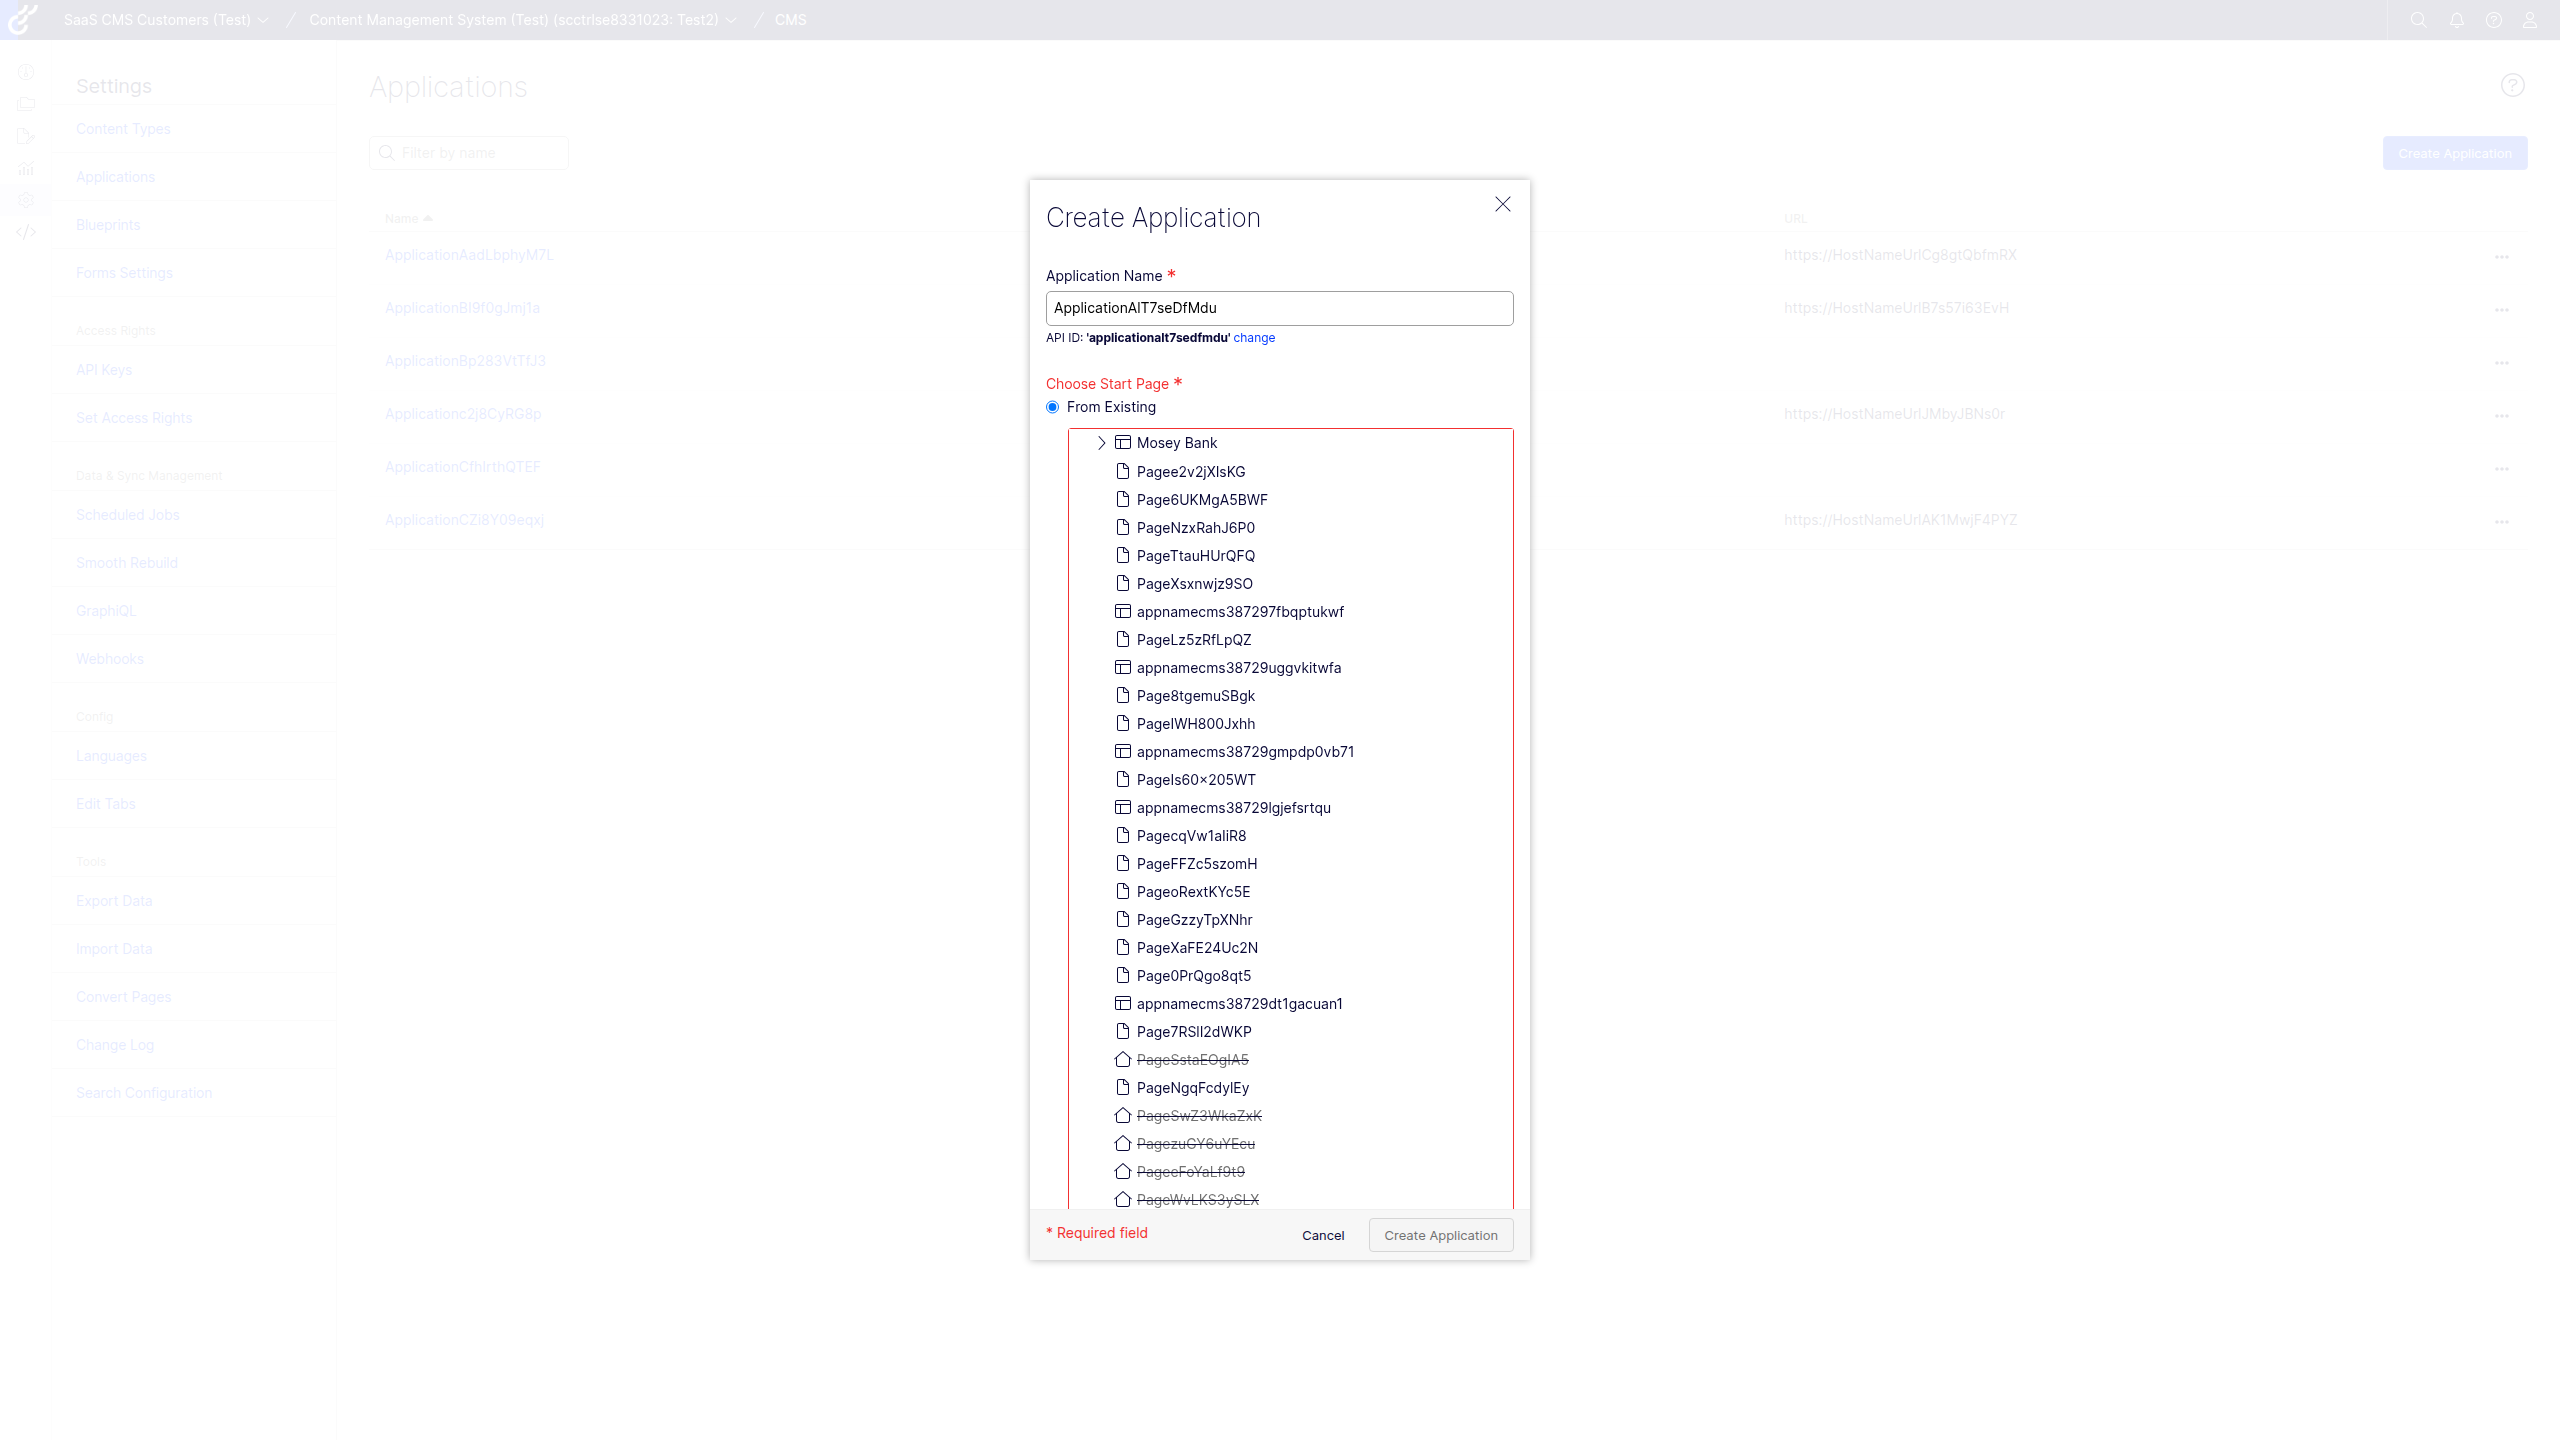 SaaS CMS Customers (Test) / Content Management System (Test) (scctrlse8331023: Test2) / CMS
Settings
Content Types
Applications
Blueprints
Forms Settings
Access Rights
API Keys
Set Access Rights
Data & Sync Management
Scheduled Jobs
Smooth Rebuild
GraphiQL
Webhooks
Config
Languages
Edit Tabs
Tools
Export Data
Import Data
Convert Pages
Change Log
Search Configuration
Applications
Filter by name
Create Application
Name URL
ApplicationAadLbphyM7L https://HostNameUrlCg8gtQbfmRX
ApplicationBI9f0gJmj1a https://HostNameUrlB7s57i63EvH
ApplicationBp283VtTfJ3
Applicationc2j8CyRG8p https://HostNameUrlJMbyJBNs0r
ApplicationCfhIrthQTEF
ApplicationCZi8Y09eqxj https://HostNameUrlAK1MwjF4PYZ
Create Application
Application Name *
ApplicationAlT7seDfMdu
API ID: 'applicationalt7sedfmdu' change
Choose Start Page *
From Existing
Mosey Bank
Pagee2v2jXlsKG
Page6UKMgA5BWF
PageNzxRahJ6P0
PageTtauHUrQFQ
PageXsxnwjz9SO
appnamecms387297fbqptukwf
PageLz5zRfLpQZ
appnamecms38729uggvkitwfa
Page8tgemuSBgk
PageIWH800Jxhh
appnamecms38729gmpdp0vb71
PageIs60×205WT
appnamecms38729lgjefsrtqu
PagecqVw1aliR8
PageFFZc5szomH
PageoRextKYc5E
PageGzzyTpXNhr
PageXaFE24Uc2N
Page0PrQgo8qt5
appnamecms38729dt1gacuan1
Page7RSll2dWKP
PageSstaEOglA5
PageNgqFcdylEy
PageSwZ3WkaZxK
PagezuGY6uYEcu
PageeFoYaLf9t9
PageWvLKS3ySLX
* Required field
Cancel
Create Application